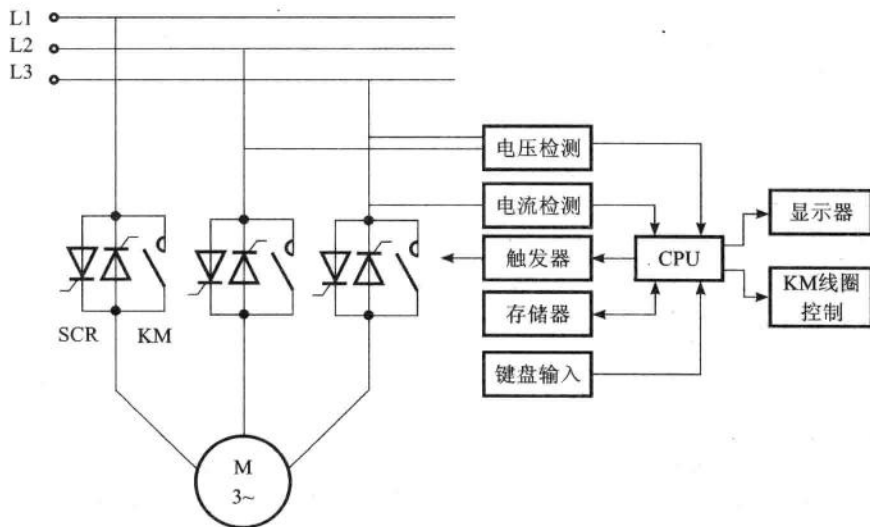 L1
L2
L3
电压检测
电流检测
显示器
触发器
CPU
KM线圈
控制
存储器
SCR
KM
键盘输入
M
3~